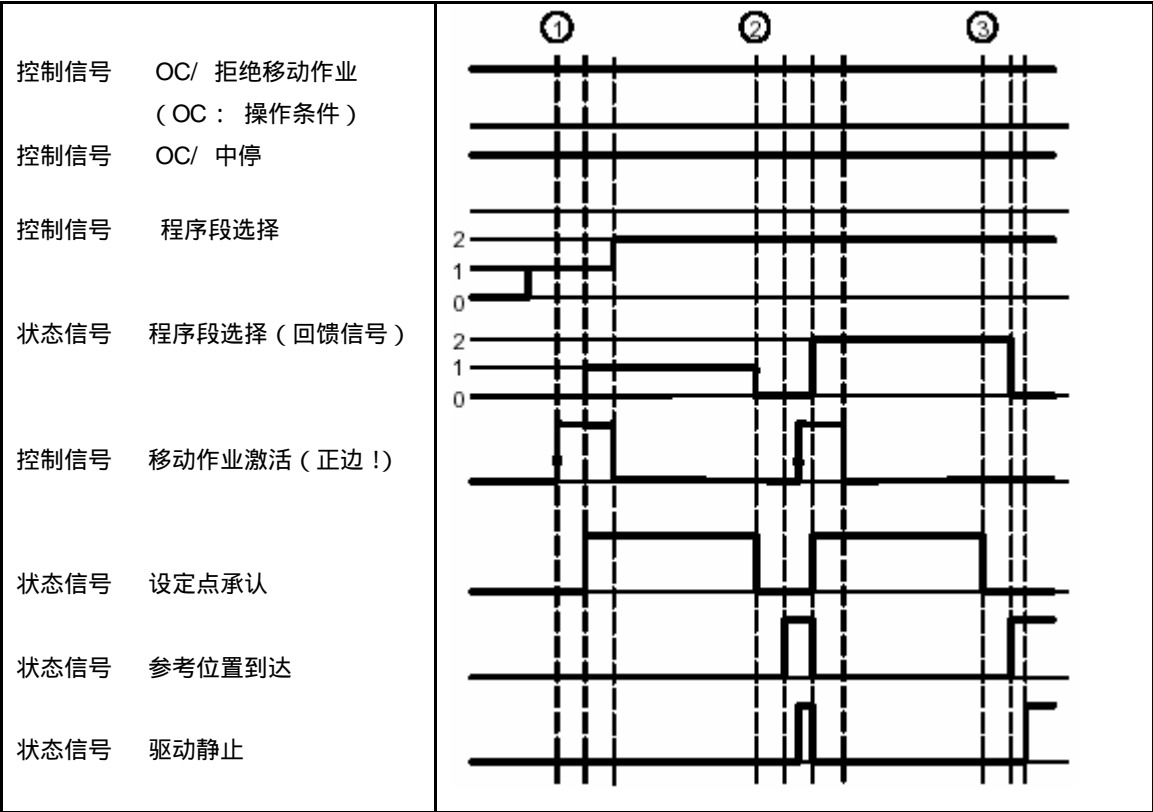 ① ② ③
控制信号 OC/ 拒绝移动作业
（OC： 操作条件）
控制信号 OC/ 中停
控制信号 程序段选择
2
1
0
状态信号 程序段选择（回馈信号）
2
1
0
控制信号 移动作业激活（正边!)
状态信号 设定点承认
状态信号 参考位置到达
状态信号 驱动静止